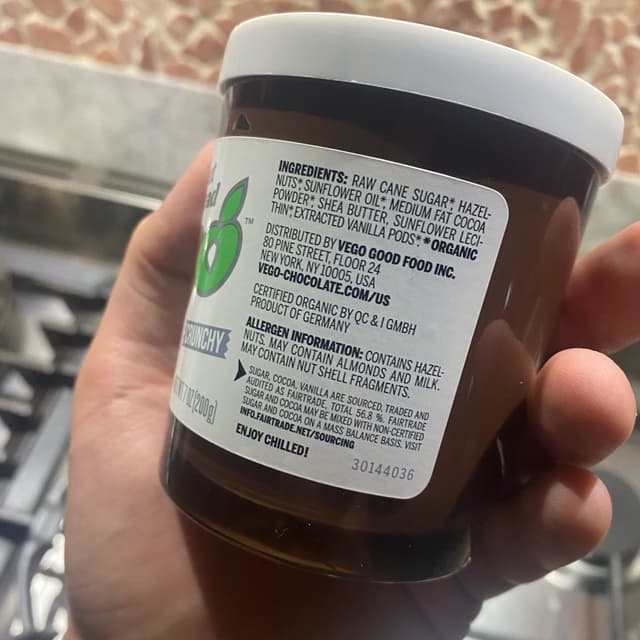 INGREDIENTS: RAW CANE SUGAR* HAZEL-
NUTS* SUNFLOWER OIL* MEDIUM FAT COCOA
POWDER* SHEA BUTTER, SUNFLOWER LECI-
THIN* EXTRACTED VANILLA PODS* *ORGANIC
DISTRIBUTED BY VEGO GOOD FOOD INC.
80 PINE STREET, FLOOR 24
NEW YORK, NY 10005, USA
VEGO-CHOCOLATE.COM/US
CERTIFIED ORGANIC BY QC & I GMBH
PRODUCT OF GERMANY
ALLERGEN INFORMATION: CONTAINS HAZEL-
NUTS. MAY CONTAIN ALMONDS AND MILK.
MAY CONTAIN NUT SHELL FRAGMENTS.
SUGAR, COCOA, VANILLA ARE SOURCED, TRADED AND
AUDITED AS FAIRTRADE, TOTAL 56.8 %. FAIRTRADE
SUGAR AND COCOA MAY BE MIXED WITH NON-CERTIFIED
SUGAR AND COCOA ON A MASS BALANCE BASIS. VISIT
INFO.FAIRTRADE.NET/SOURCING
ENJOY CHILLED!
30144036
TM
CRUNCHY
7 OZ (200g)